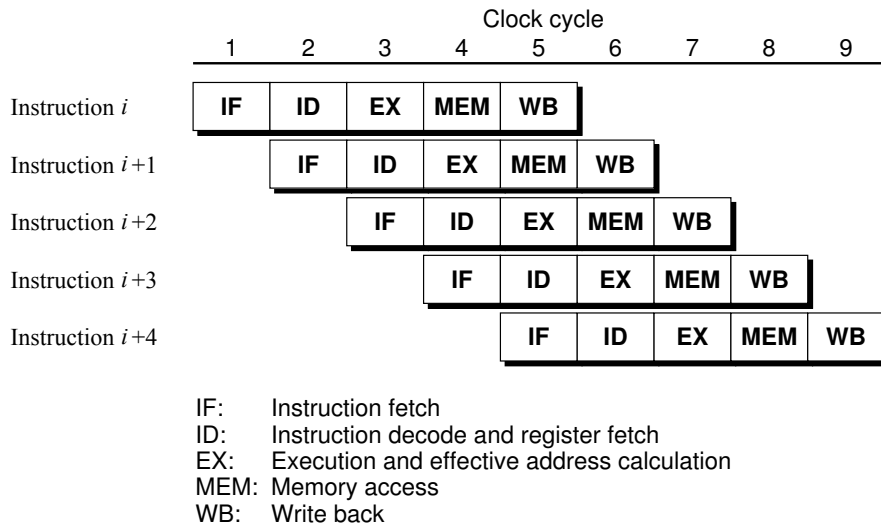 Clock cycle
1 2 3 4 5 6 7 8 9
Instruction i IF ID EX MEM WB
Instruction i+1 IF ID EX MEM WB
Instruction i+2 IF ID EX MEM WB
Instruction i+3 IF ID EX MEM WB
Instruction i+4 IF ID EX MEM WB
IF: Instruction fetch
ID: Instruction decode and register fetch
EX: Execution and effective address calculation
MEM: Memory access
WB: Write back